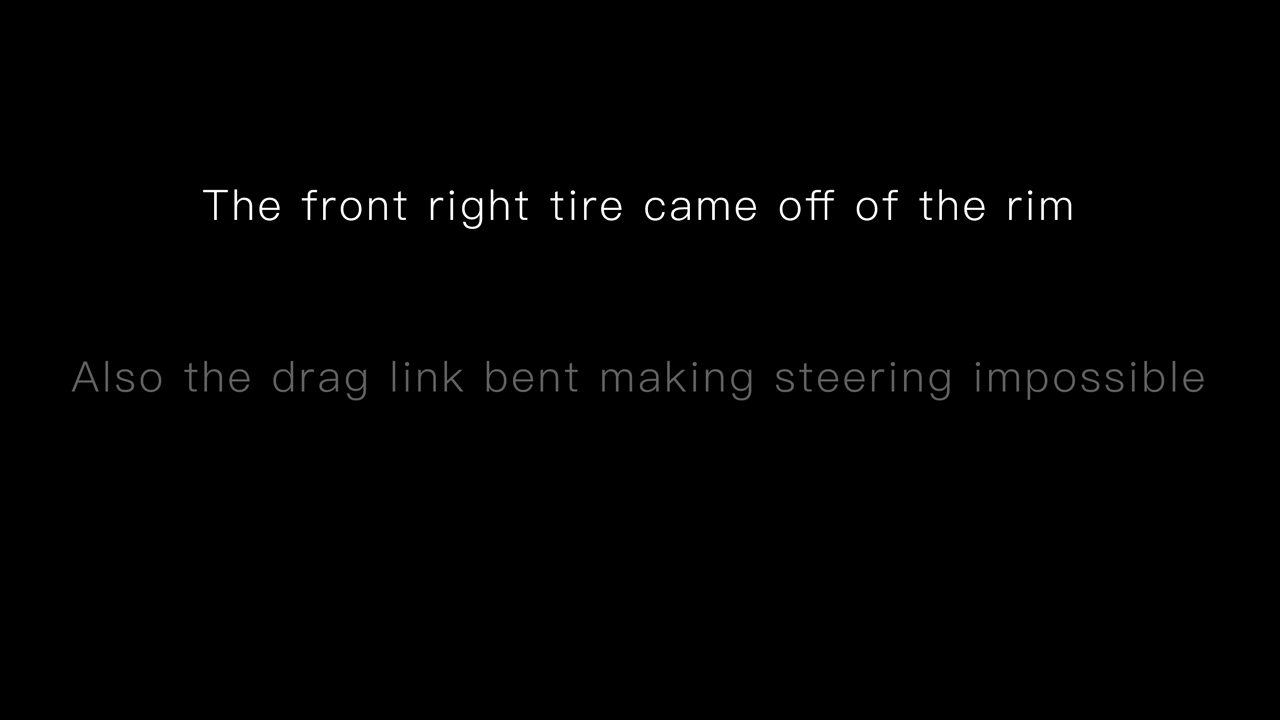 The front right tire came off of the rim
Also the drag link bent making steering impossible